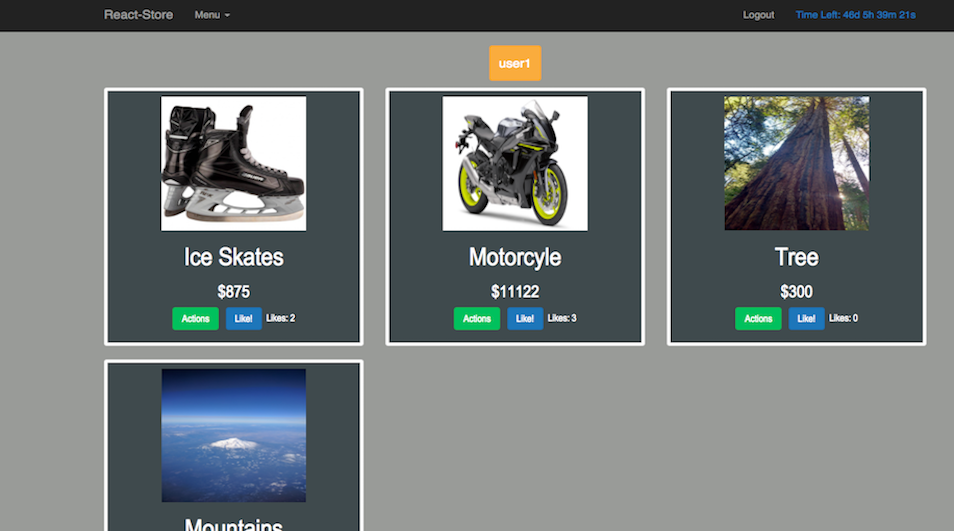 React-Store Menu Logout Time Left: 46d 5h 39m 21s
user1
Ice Skates
$875
Actions Like! Likes: 2
Motorcyle
$11122
Actions Like! Likes: 3
Tree
$300
Actions Like! Likes: 0
Mountains